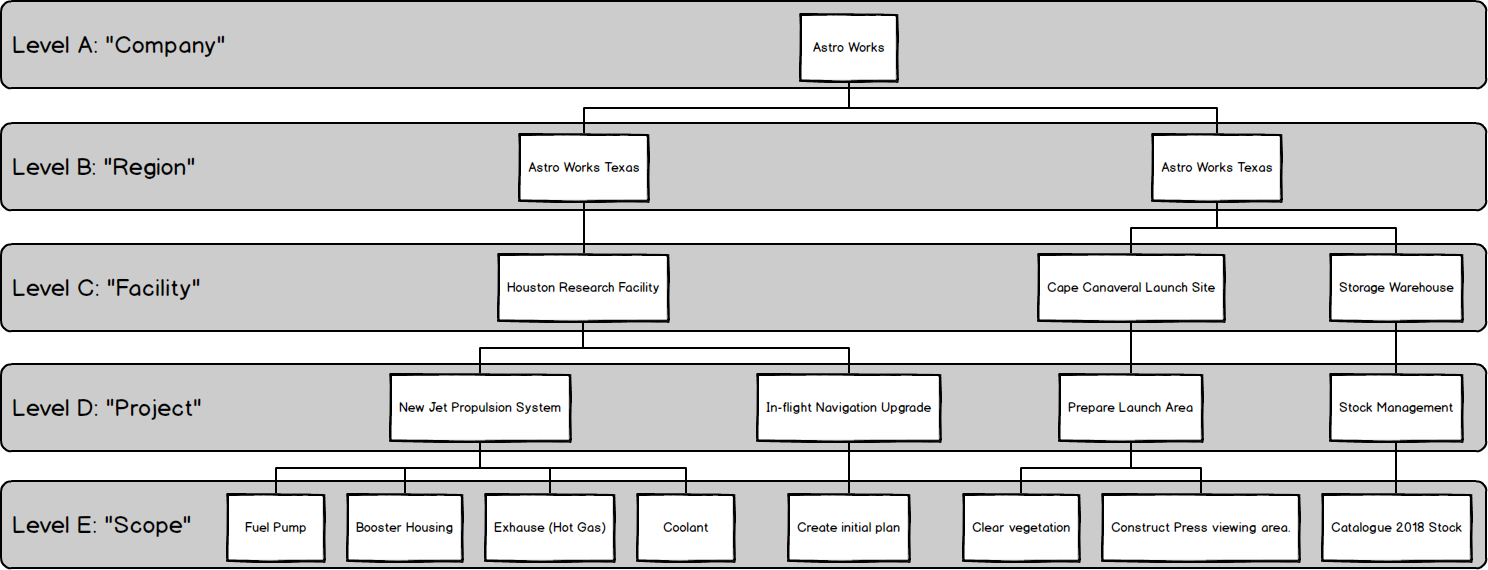 Level A: "Company"
Astro Works
Level B: "Region"
Astro Works Texas
Astro Works Texas
Level C: "Facility"
Houston Research Facility
Cape Canaveral Launch Site
Storage Warehouse
Level D: "Project"
New Jet Propulsion System
In-flight Navigation Upgrade
Prepare Launch Area
Stock Management
Level E: "Scope"
Fuel Pump
Booster Housing
Exhause (Hot Gas)
Coolant
Create initial plan
Clear vegetation
Construct Press viewing area.
Catalogue 2018 Stock